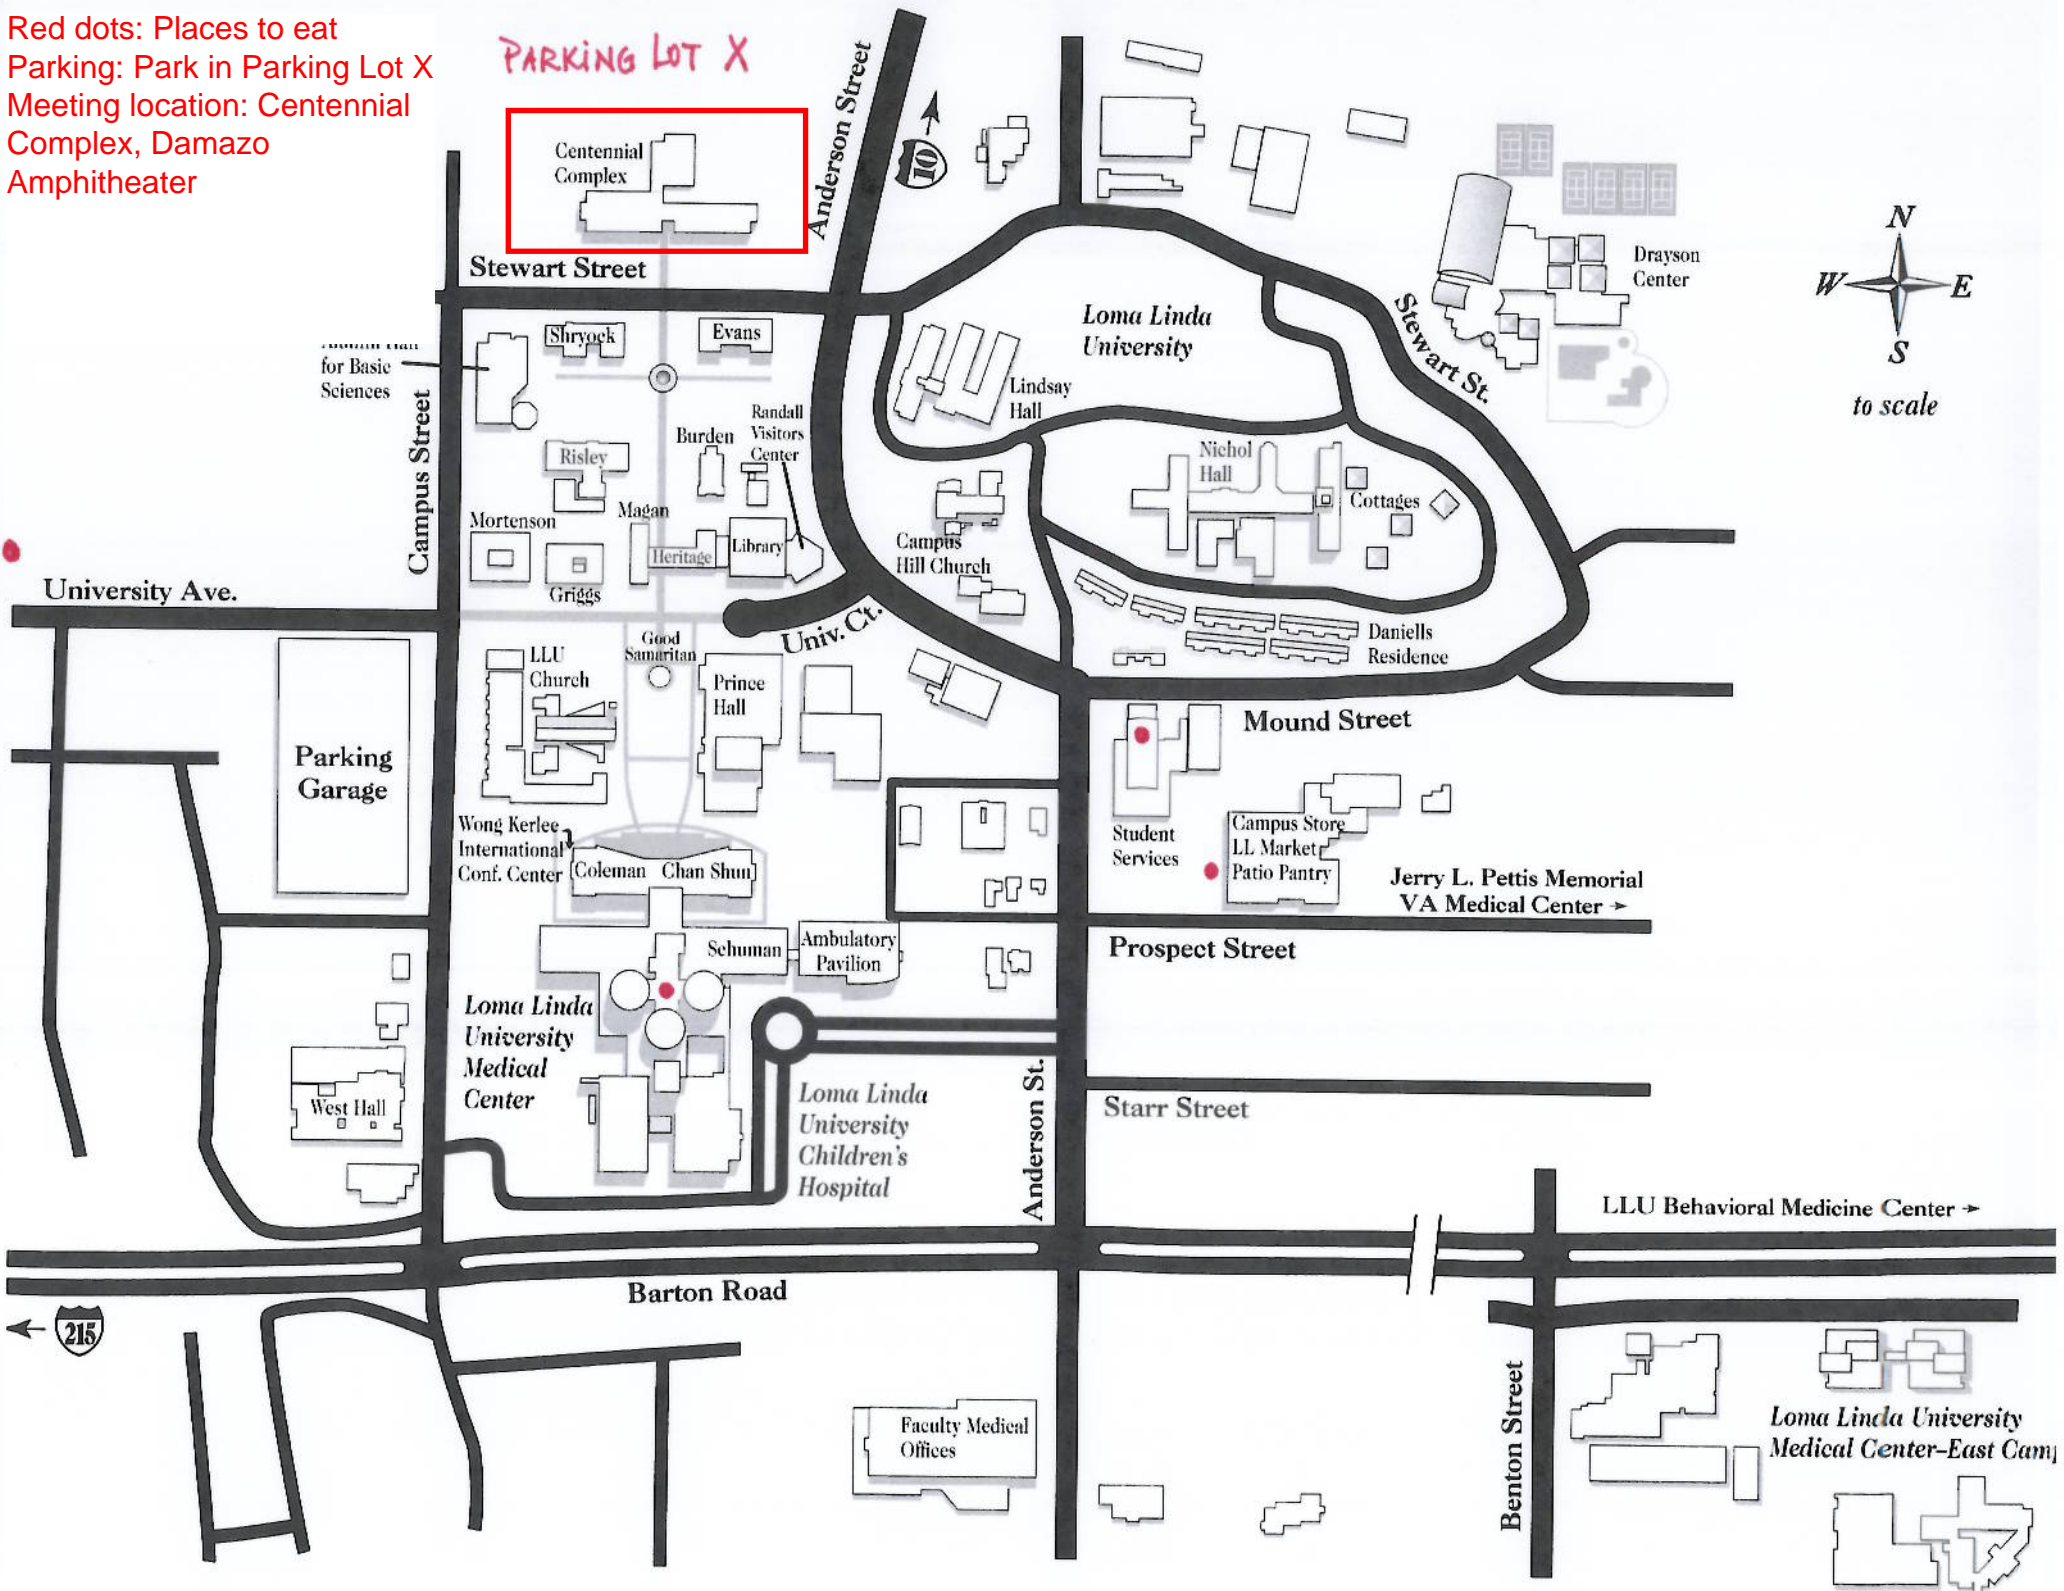 Red dots: Places to eat
Parking: Park in Parking Lot X
Meeting location: Centennial
Complex, Damazo
Amphitheater
PARKING LOT X
Centennial
Complex
Anderson Street
10
Stewart Street
Drayson
Center
N
W E
S
to scale
Loma Linda
University
Stewart St.
Shryock
Evans
for Basic
Sciences
Campus Street
Lindsay
Hall
Randall
Visitors
Center
Burden
Risley
Nichol
Hall
Cottages
Magan
Mortenson
Heritage
Library
Griggs
Campus
Hill Church
University Ave.
Univ. Ct.
Good
Samaritan
Daniells
Residence
LLU
Church
Prince
Hall
Mound Street
Parking
Garage
Wong Kerlee
International
Conf. Center
Coleman
Chan Shun
Student
Services
Campus Store
LL Market
Patio Pantry
Jerry L. Pettis Memorial
VA Medical Center
Prospect Street
Schuman
Ambulatory
Pavilion
Loma Linda
University
Medical
Center
West Hall
Loma Linda
University
Children's
Hospital
Anderson St.
Starr Street
LLU Behavioral Medicine Center
Barton Road
215
Benton Street
Faculty Medical
Offices
Loma Linda University
Medical Center-East